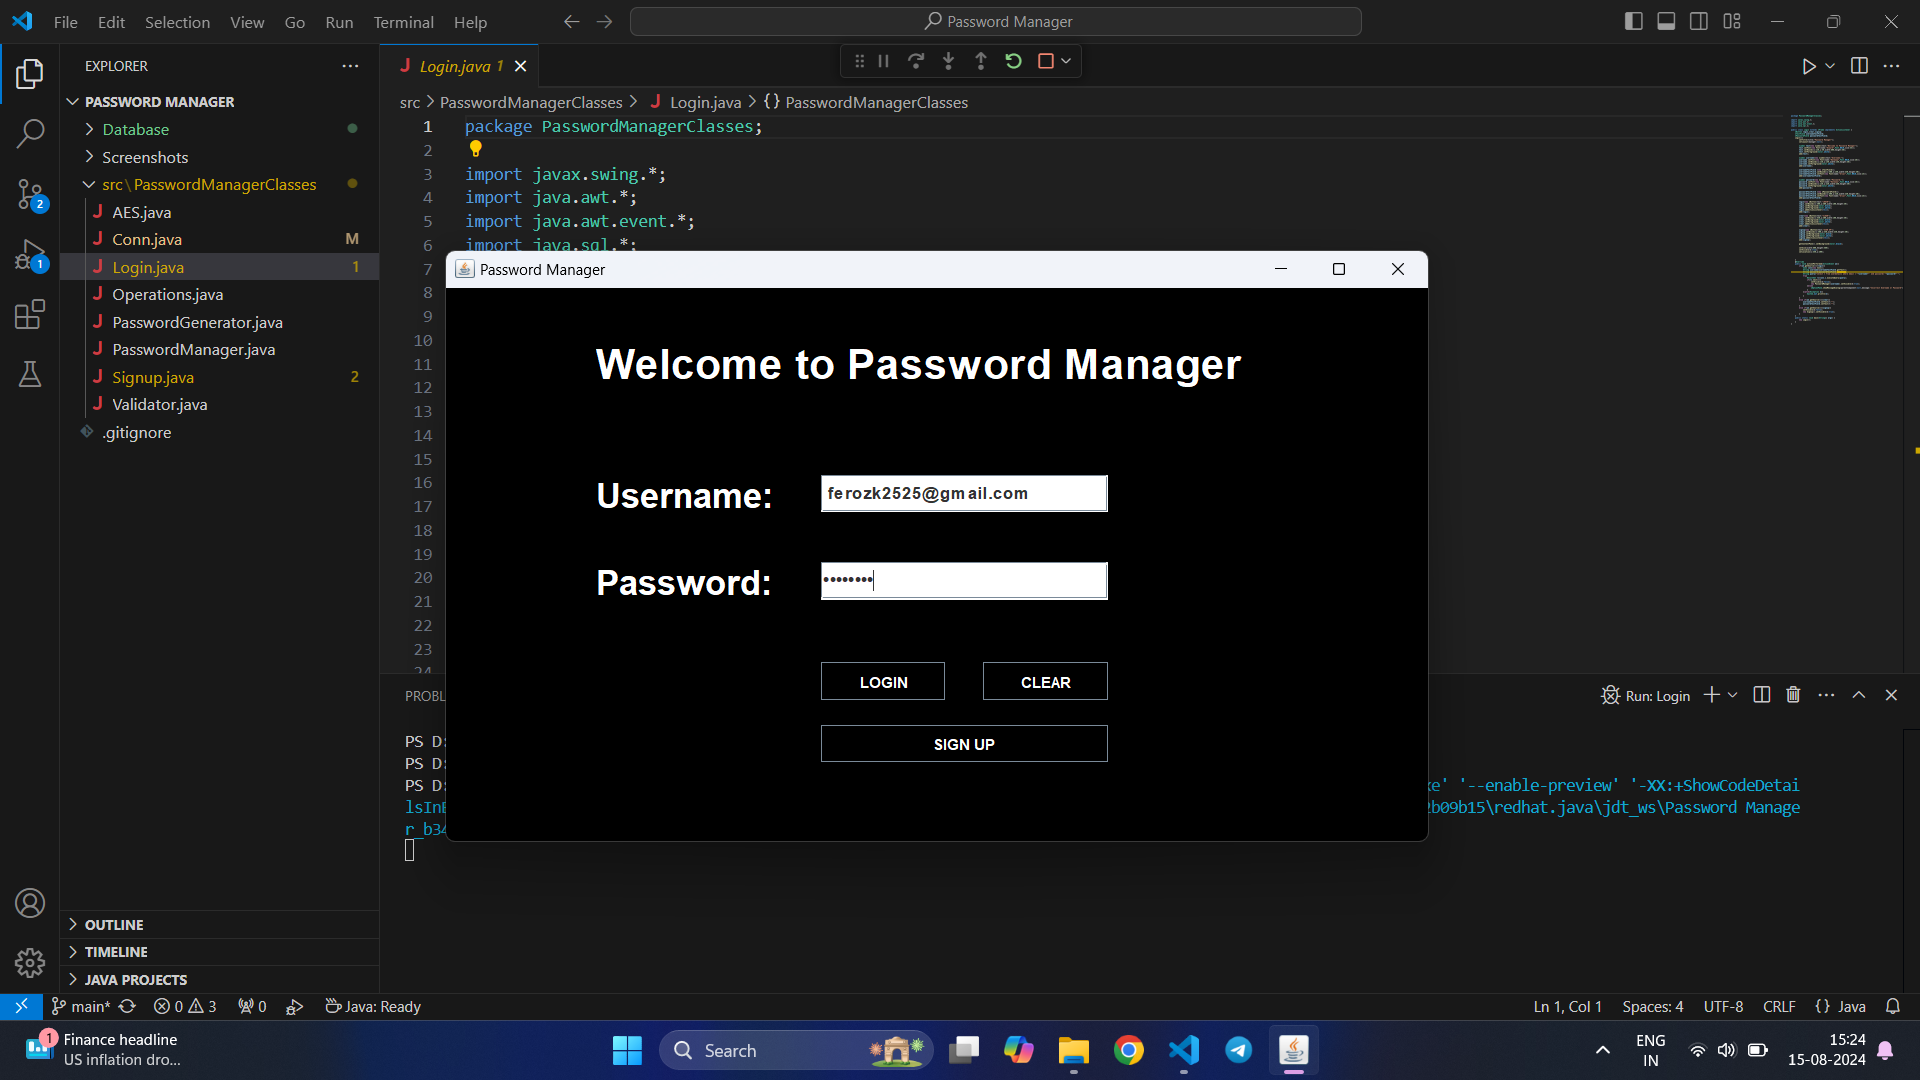 File Edit Selection View Go Run Terminal Help
Password Manager
EXPLORER
PASSWORD MANAGER
Database
Screenshots
src\PasswordManagerClasses
AES.java
Conn.java M
Login.java 1
Operations.java
PasswordGenerator.java
PasswordManager.java
Signup.java 2
Validator.java
.gitignore
OUTLINE
TIMELINE
JAVA PROJECTS
2
1
Login.java 1
src > PasswordManagerClasses > Login.java > {} PasswordManagerClasses
1 package PasswordManagerClasses;
2
3 import javax.swing.*;
4 import java.awt.*;
5 import java.awt.event.*;
6 import java.sql.*;
7
8
9
10
11
12
13
14
15
16
17
18
19
20
21
22
23
24
Password Manager
Welcome to Password Manager
Username: ferozk2525@gmail.com
Password: ••••••••
LOGIN CLEAR
SIGN UP
PROBL
Run: Login
PS D:
PS D:
PS D: xe' '--enable-preview' '-XX:+ShowCodeDetai
lsInE 2b09b15\redhat.java\jdt_ws\Password Manage
r_b34
main* 0 3 0 Java: Ready
Ln 1, Col 1 Spaces: 4 UTF-8 CRLF {} Java
1
Finance headline
US inflation dro...
Search
ENG
IN
15:24
15-08-2024